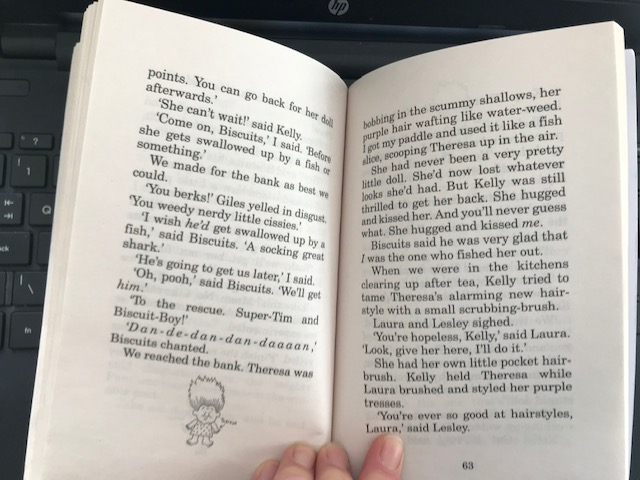 hp
points. You can go back for her doll
afterwards.'
'She can't wait!' said Kelly.
'Come on, Biscuits,' I said. 'Before
she gets swallowed up by a fish or
something.'
We made for the bank as best we
could.
'You berks!' Giles yelled in disgust.
'You weedy nerdy little cissies.'
'I wish he'd get swallowed up by a
fish,' said Biscuits. 'A socking great
shark.'
'He's going to get us later,' I said.
'Oh, pooh,' said Biscuits. 'We'll get
him.'
'To the rescue. Super-Tim and
Biscuit-Boy!'
'Dan-de-dan-dan-daaaan,'
Biscuits chanted.
We reached the bank. Theresa was
bobbing in the scummy shallows, her
purple hair wafting like water-weed.
I got my paddle and used it like a fish
slice, scooping Theresa up in the air.
She had never been a very pretty
little doll. She'd now lost whatever
looks she'd had. But Kelly was still
thrilled to get her back. She hugged
and kissed her. And you'll never guess
what. She hugged and kissed me.
Biscuits said he was very glad that
I was the one who fished her out.
When we were in the kitchens
clearing up after tea, Kelly tried to
tame Theresa's alarming new hair-
style with a small scrubbing-brush.
Laura and Lesley sighed.
'You're hopeless, Kelly,' said Laura.
'Look, give her here, I'll do it.'
She had her own little pocket hair-
brush. Kelly held Theresa while
Laura brushed and styled her purple
tresses.
'You're ever so good at hairstyles,
Laura,' said Lesley.
63